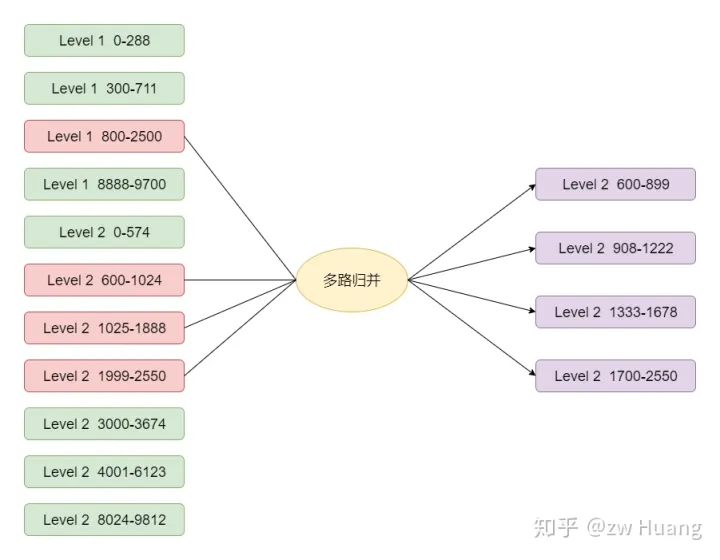 Level 1 0-288
Level 1 300-711
Level 1 800-2500
Level 1 8888-9700
Level 2 0-574
Level 2 600-1024
Level 2 1025-1888
Level 2 1999-2550
Level 2 3000-3674
Level 2 4001-6123
Level 2 8024-9812
多路归并
Level 2 600-899
Level 2 908-1222
Level 2 1333-1678
Level 2 1700-2550
知乎 @zw Huang